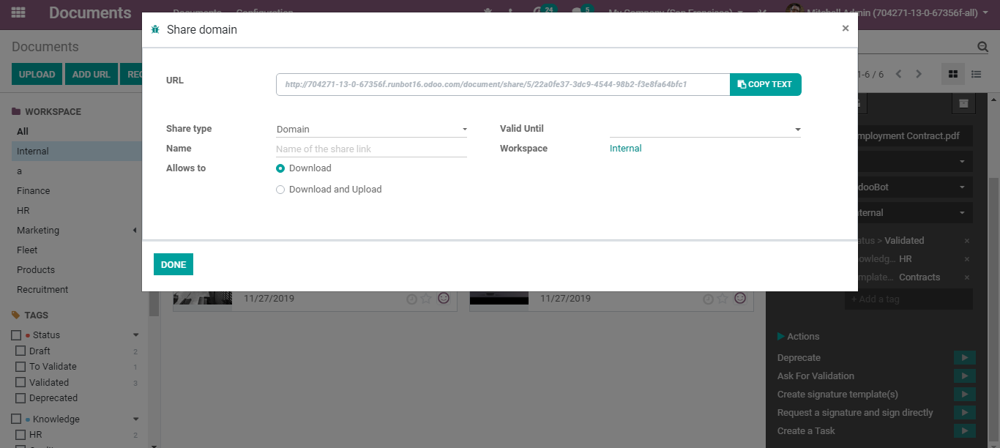 Documents
Documents Configuration 24 5 My Company (San Francisco) Mitchell Admin (704271-13-0-67356f-all)
Share domain ×
Documents
UPLOAD ADD URL
1-6 / 6
URL http://704271-13-0-67356f.runbot16.odoo.com/document/share/5/22a0fe37-3dc9-4544-98b2-f3e8fa64bfc1 COPY TEXT
WORKSPACE
All
Internal
a
Finance
HR
Marketing
Fleet
Products
Recruitment
Share type Domain Valid Until
Name Name of the share link Workspace Internal
Allows to Download
Download and Upload
DONE
mployment Contract.pdf
dooBot
ternal
atus > Validated ×
owledg... HR ×
mplate... Contracts ×
+ Add a tag
11/27/2019
11/27/2019
TAGS
Status
Draft 2
To Validate 1
Validated 3
Deprecated
Knowledge
HR 2
Actions
Deprecate
Ask For Validation
Create signature template(s)
Request a signature and sign directly
Create a Task